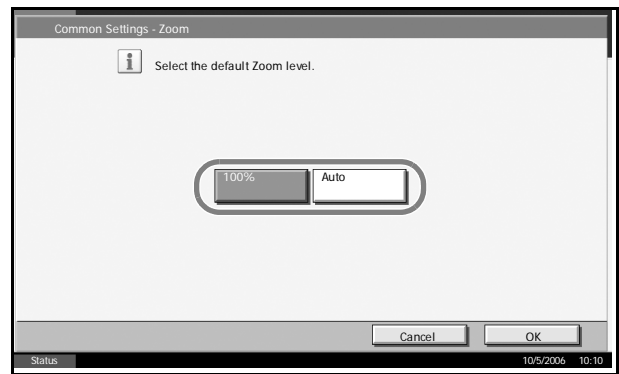 Common Settings - Zoom
Select the default Zoom level.
100%
Auto
Cancel
OK
Status
10/5/2006 10:10